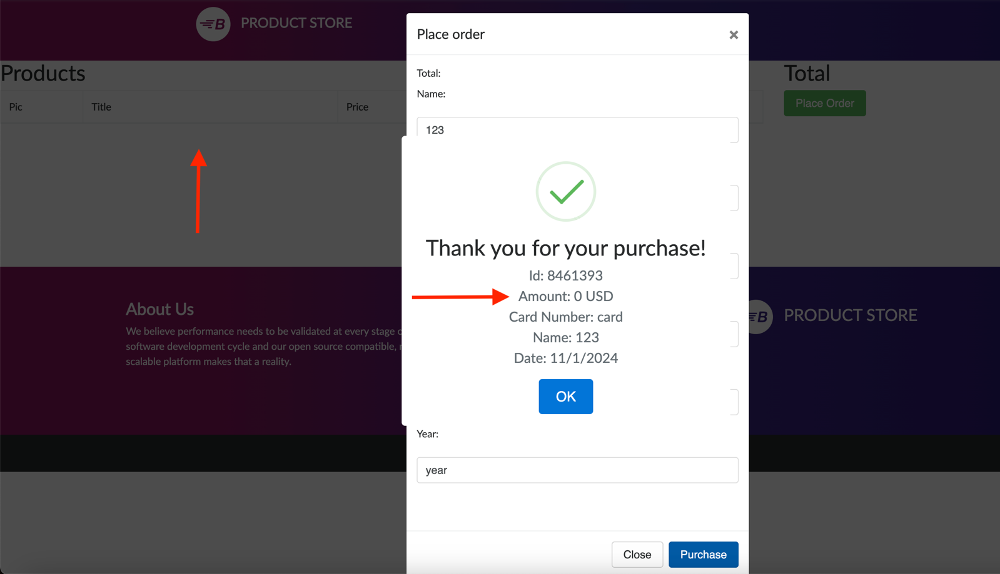 B PRODUCT STORE
Products
Pic Title Price
Total
Place Order
Place order
×
Total:
Name:
123
Thank you for your purchase!
Id: 8461393
Amount: 0 USD
Card Number: card
Name: 123
Date: 11/1/2024
OK
Year:
year
Close Purchase
About Us
We believe performance needs to be validated at every stage
software development cycle and our open source compatible,
scalable platform makes that a reality.
B PRODUCT STORE